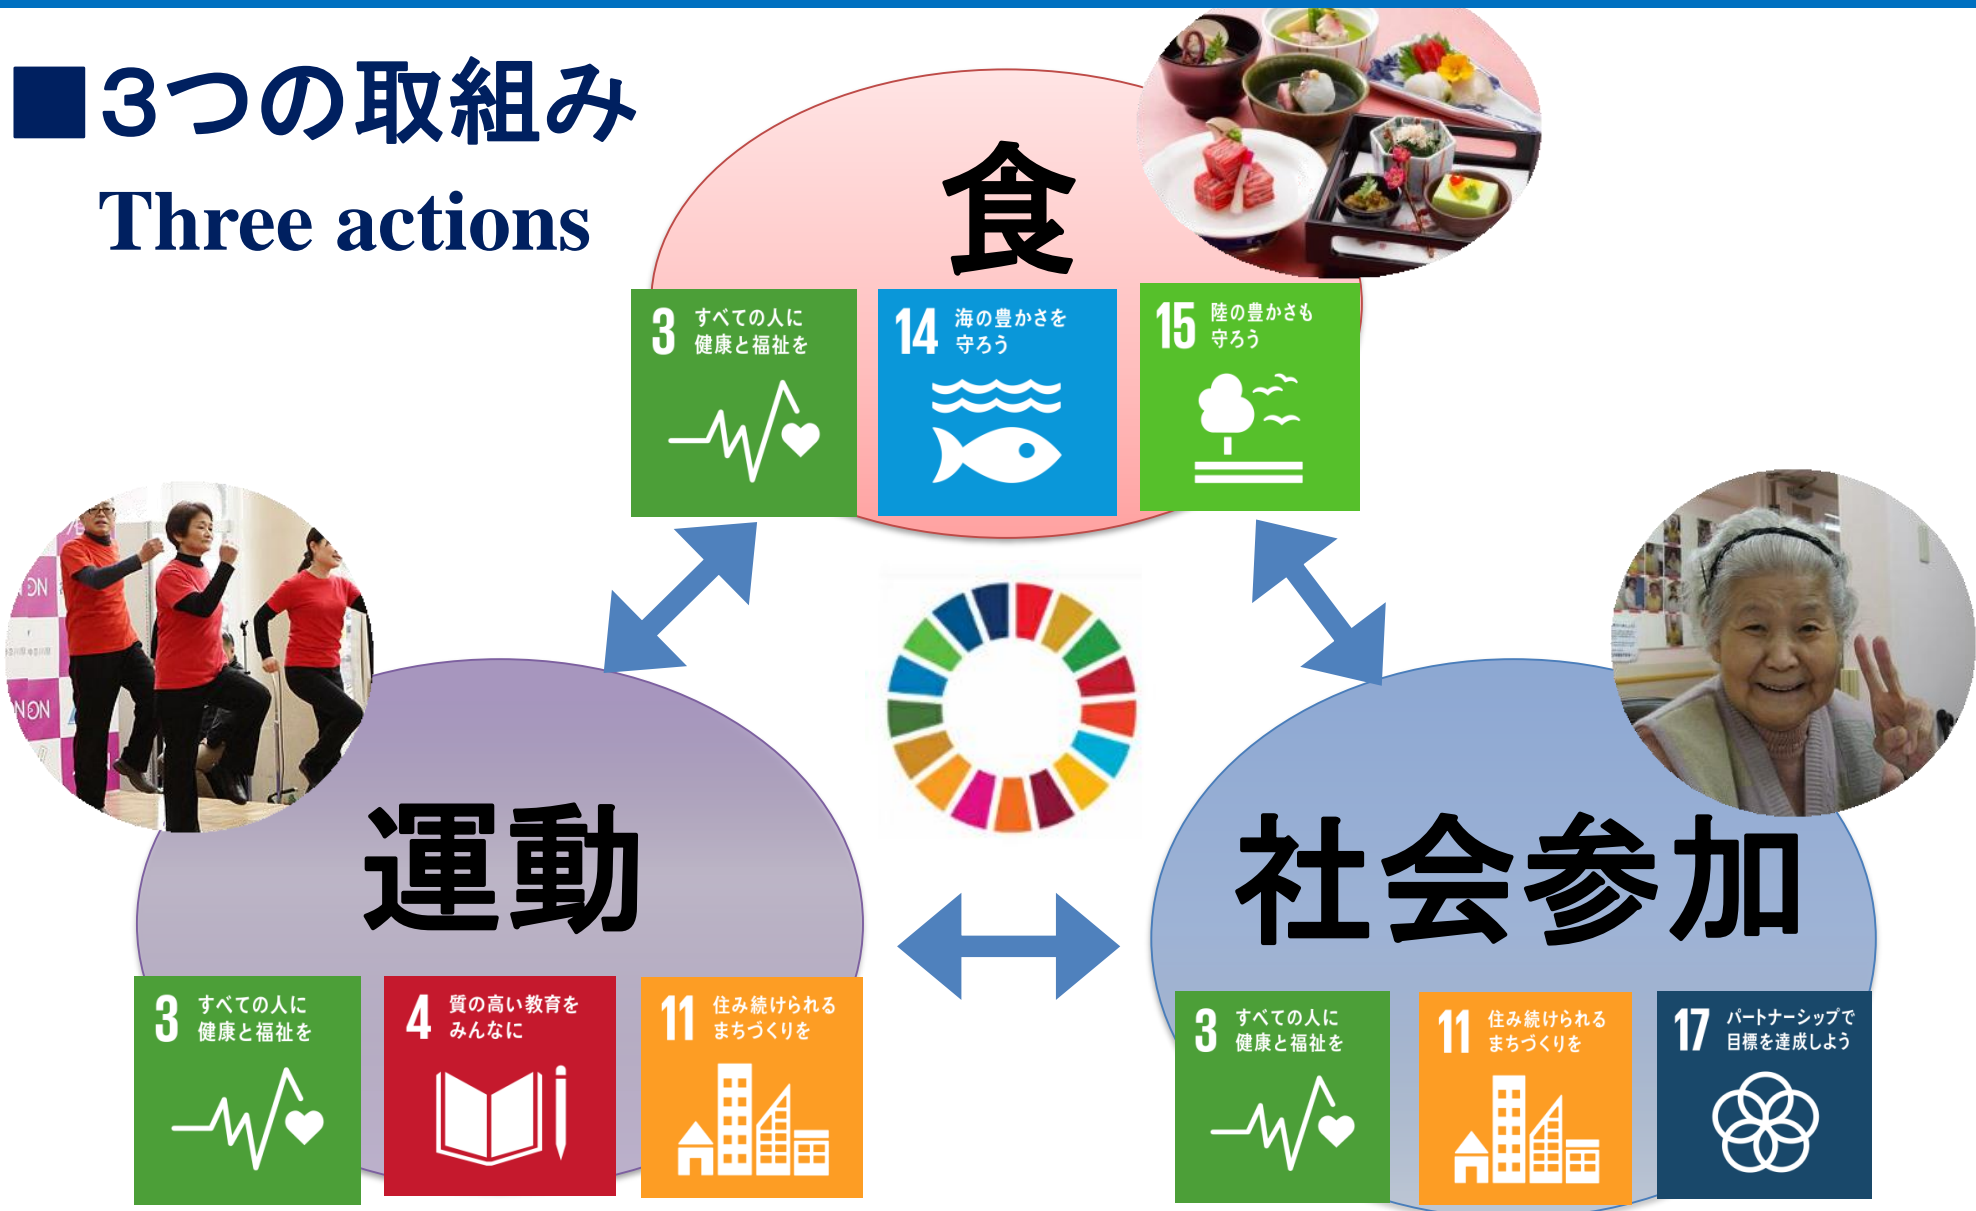 ■3つの取組み
Three actions
食
3 すべての人に
健康と福祉を
14 海の豊かさを
守ろう
15 陸の豊かさも
守ろう
運動
3 すべての人に
健康と福祉を
4 質の高い教育を
みんなに
11 住み続けられる
まちづくりを
社会参加
3 すべての人に
健康と福祉を
11 住み続けられる
まちづくりを
17 パートナーシップで
目標を達成しよう